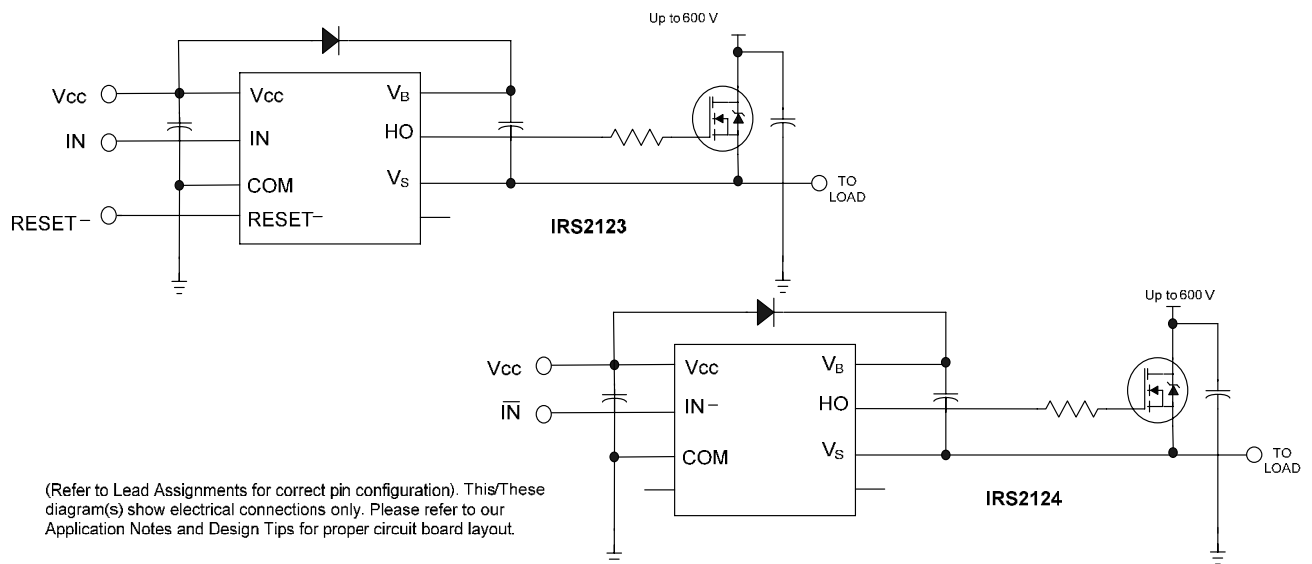 Up to 600 V
Vcc
Vcc
VB
IN
IN
HO
COM
VS
TO
LOAD
RESET–
RESET–
IRS2123
Up to 600 V
Vcc
Vcc
VB
I̅N̅
IN–
HO
COM
VS
TO
LOAD
IRS2124
(Refer to Lead Assignments for correct pin configuration). This/These
diagram(s) show electrical connections only. Please refer to our
Application Notes and Design Tips for proper circuit board layout.